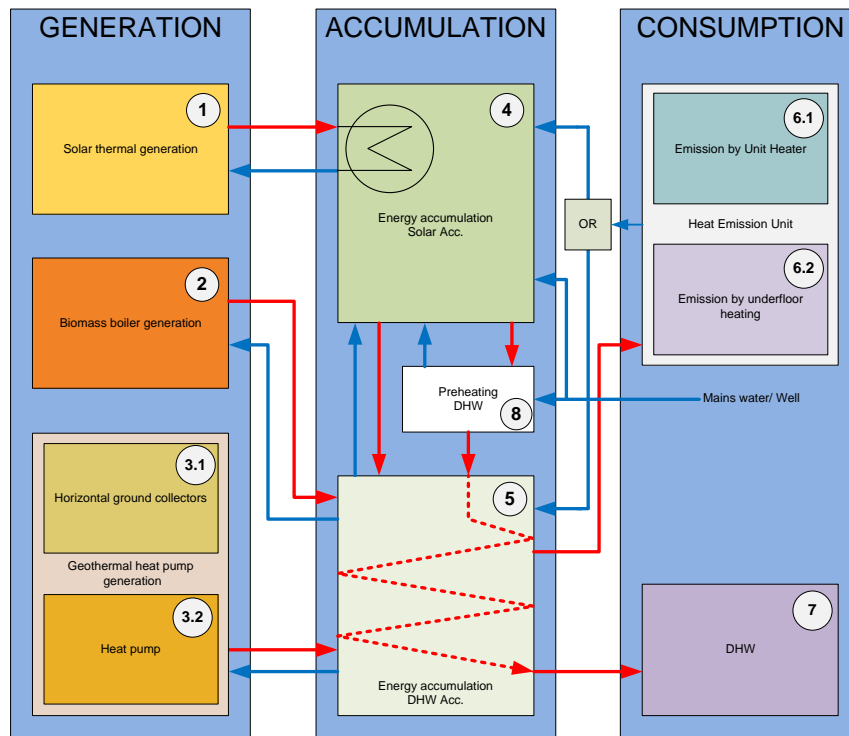 GENERATION
1
Solar thermal generation
2
Biomass boiler generation
3.1
Horizontal ground collectors
Geothermal heat pump
generation
3.2
Heat pump
ACCUMULATION
4
Energy accumulation
Solar Acc.
Preheating
DHW
8
5
Energy accumulation
DHW Acc.
OR
CONSUMPTION
6.1
Emission by Unit Heater
Heat Emission Unit
6.2
Emission by underfloor
heating
Mains water/ Well
7
DHW